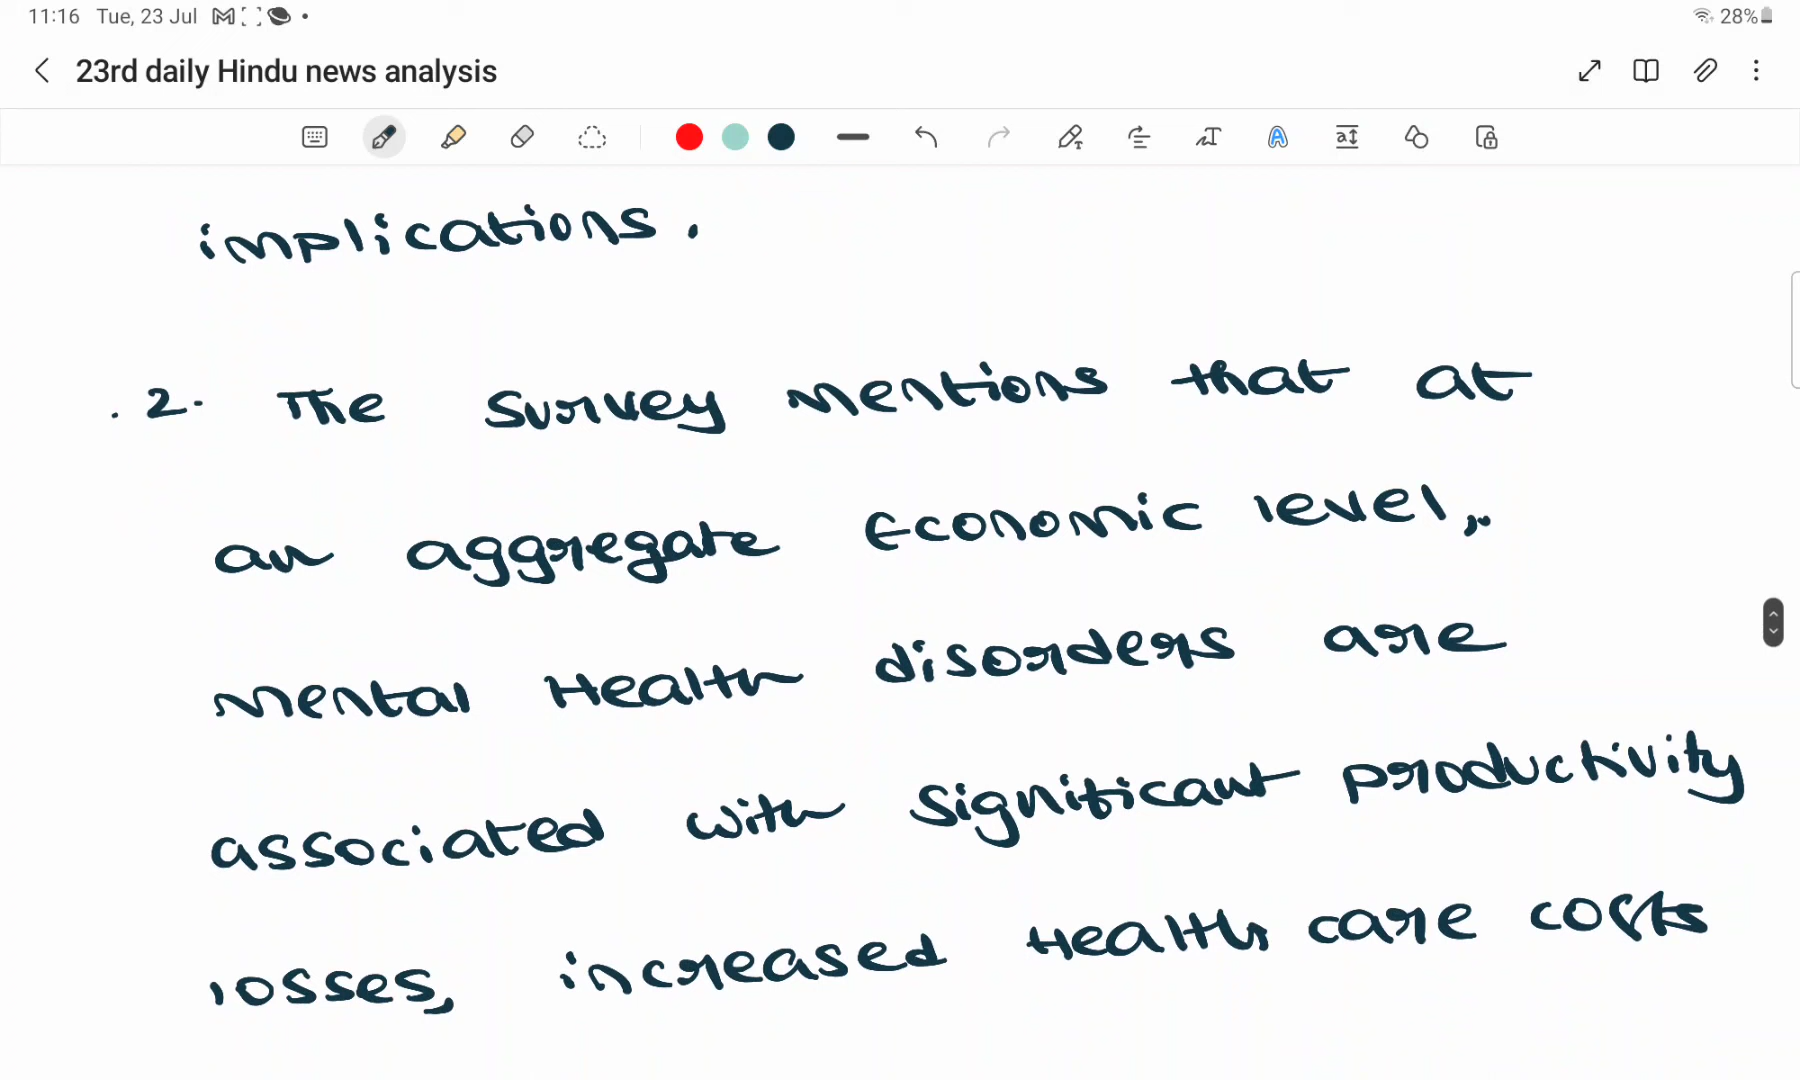 11:16 Tue, 23 Jul 28%
23rd daily Hindu news analysis
implications.
. 2. The survey mentions that at
an aggregate Economic level,
mental Health disorders are
associated with significant productivity
losses, increased Health care costs